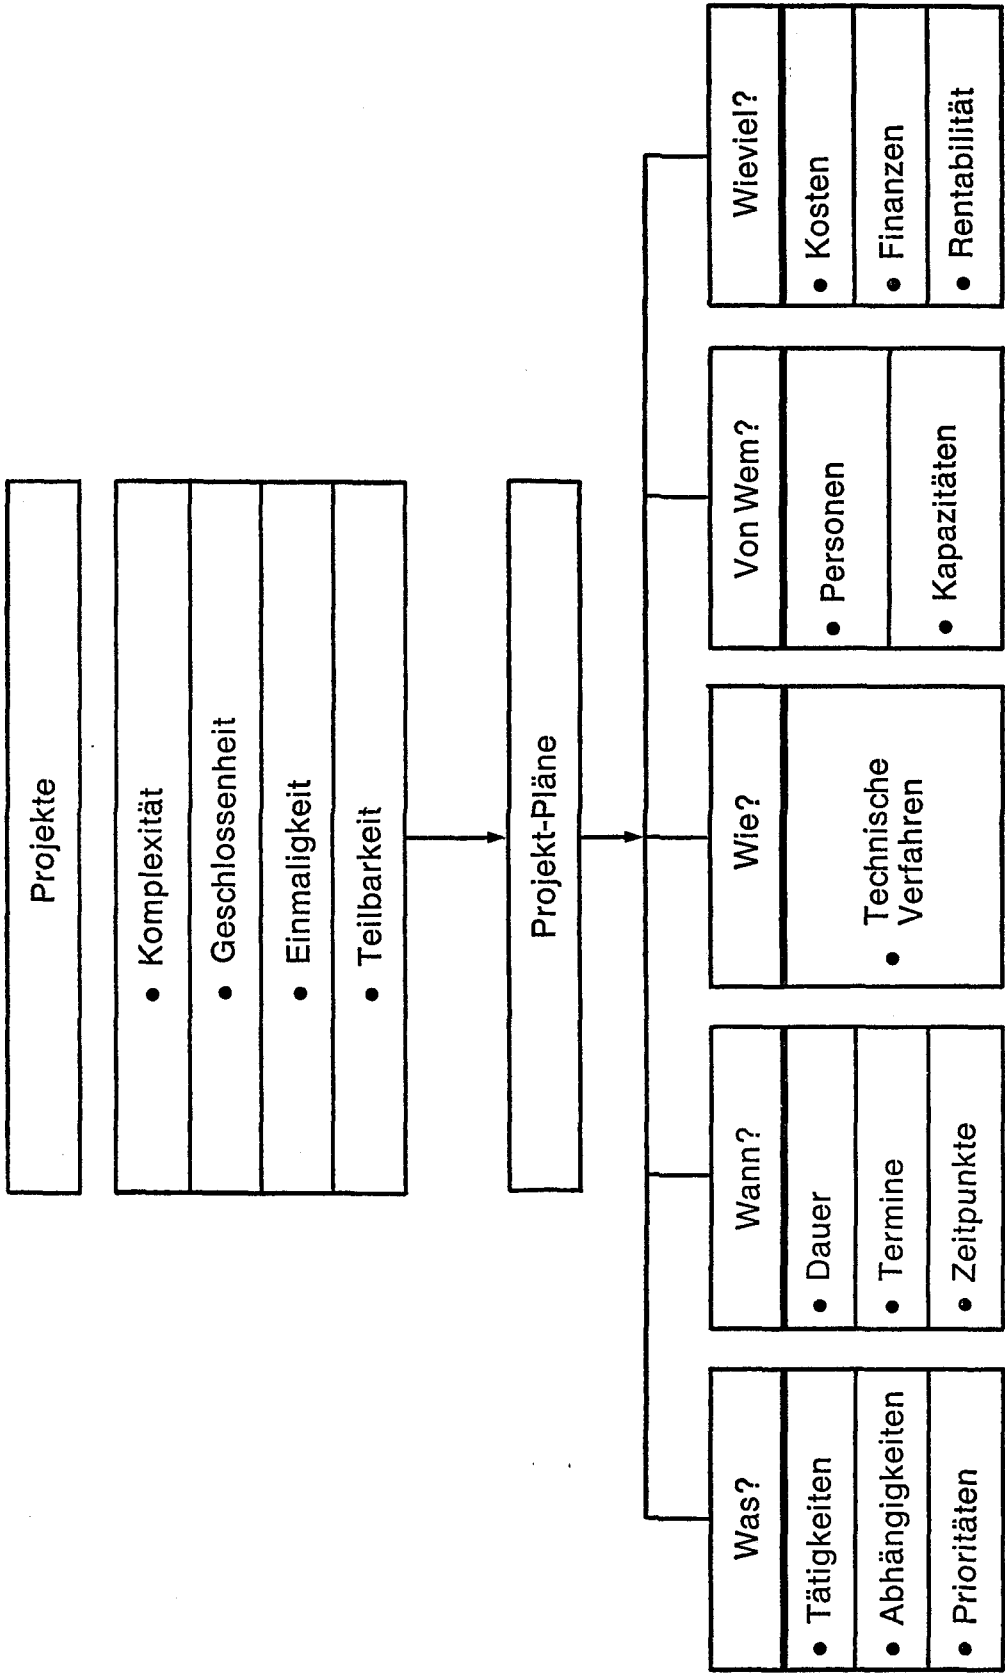 Projekte
• Komplexität
• Geschlossenheit
• Einmaligkeit
• Teilbarkeit
Projekt-Pläne
Was?
• Tätigkeiten
• Abhängigkeiten
• Prioritäten
Wann?
• Dauer
• Termine
• Zeitpunkte
Wie?
• Technische
Verfahren
Von Wem?
• Personen
• Kapazitäten
Wieviel?
• Kosten
• Finanzen
• Rentabilität